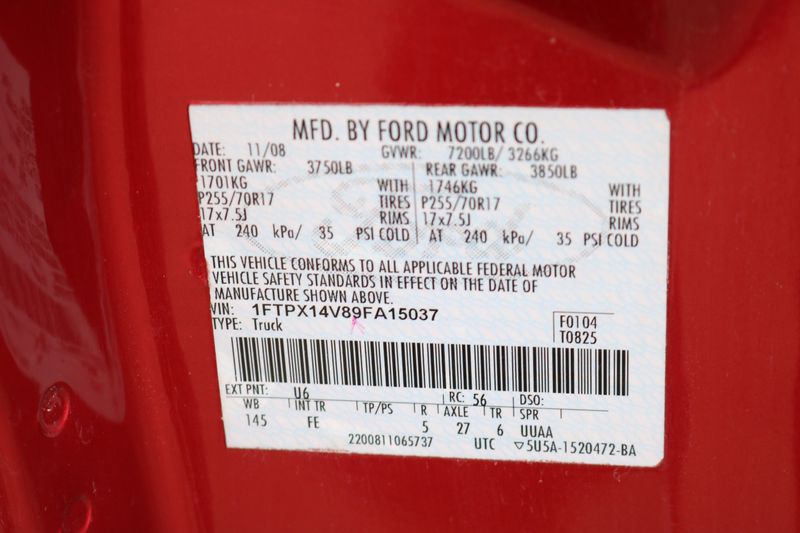 MFD. BY FORD MOTOR CO.
DATE: 11/08 GVWR: 7200LB/ 3266KG
FRONT GAWR: 3750LB REAR GAWR: 3850LB
1701KG WITH 1746KG WITH
P255/70R17 TIRES P255/70R17 TIRES
17x7.5J RIMS 17x7.5J RIMS
AT 240 kPa/ 35 PSI COLD AT 240 kPa/ 35 PSI COLD
THIS VEHICLE CONFORMS TO ALL APPLICABLE FEDERAL MOTOR
VEHICLE SAFETY STANDARDS IN EFFECT ON THE DATE OF
MANUFACTURE SHOWN ABOVE.
VIN: 1FTPX14V89FA15037 F0104
TYPE: Truck T0825
EXT PNT: U6 RC: 56 DSO:
WB INT TR TP/PS R AXLE TR SPR
145 FE 5 27 6 UUAA
2200811065737 UTC ▽5U5A-1520472-BA